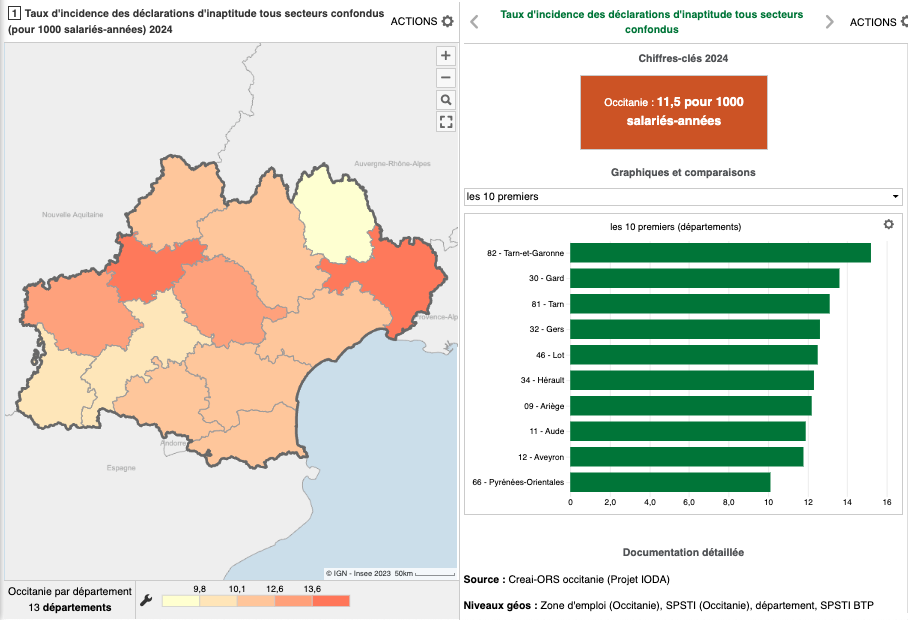 1 Taux d'incidence des déclarations d'inaptitude tous secteurs confondus
(pour 1000 salariés-années) 2024
ACTIONS
Auvergne-Rhône-Alpes
Nouvelle Aquitaine
Provence-Alp
Andorre
Espagne
© IGN - Insee 2023 50km
Occitanie par département
13 départements
9,8 10,1 12,6 13,6
Taux d'incidence des déclarations d'inaptitude tous secteurs
confondus
ACTIONS
Chiffres-clés 2024
Occitanie : 11,5 pour 1000
salariés-années
Graphiques et comparaisons
les 10 premiers
les 10 premiers (départements)
82 - Tarn-et-Garonne
30 - Gard
81 - Tarn
32 - Gers
46 - Lot
34 - Hérault
09 - Ariège
11 - Aude
12 - Aveyron
66 - Pyrénées-Orientales
0 2,0 4,0 6,0 8,0 10 12 14 16
Documentation détaillée
Source : Creai-ORS occitanie (Projet IODA)
Niveaux géos : Zone d'emploi (Occitanie), SPSTI (Occitanie), département, SPSTI BTP